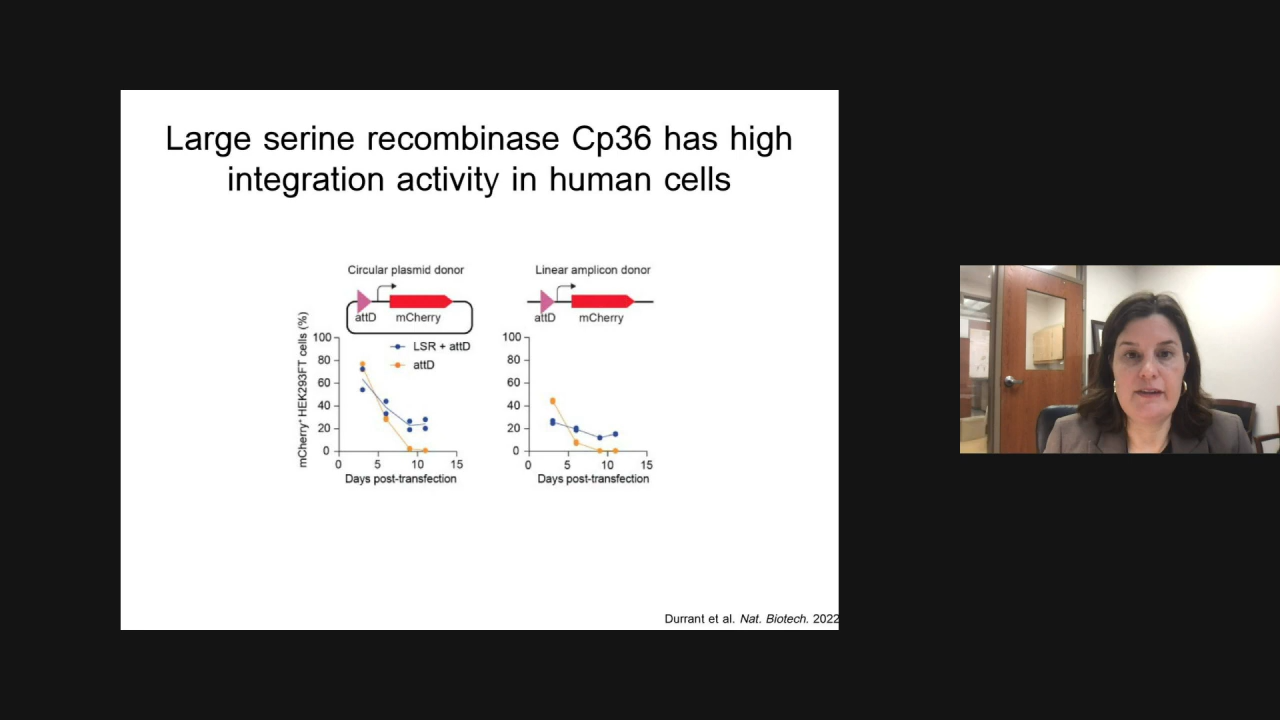 Large serine recombinase Cp36 has high
integration activity in human cells
Circular plasmid donor
attD
mCherry
LSR + attD
attD
mCherry⁺ HEK293FT cells (%)
100
80
60
40
20
0
0 5 10 15
Days post-transfection
Linear amplicon donor
attD
mCherry
100
80
60
40
20
0
0 5 10 15
Days post-transfection
Durrant et al. Nat. Biotech. 2022